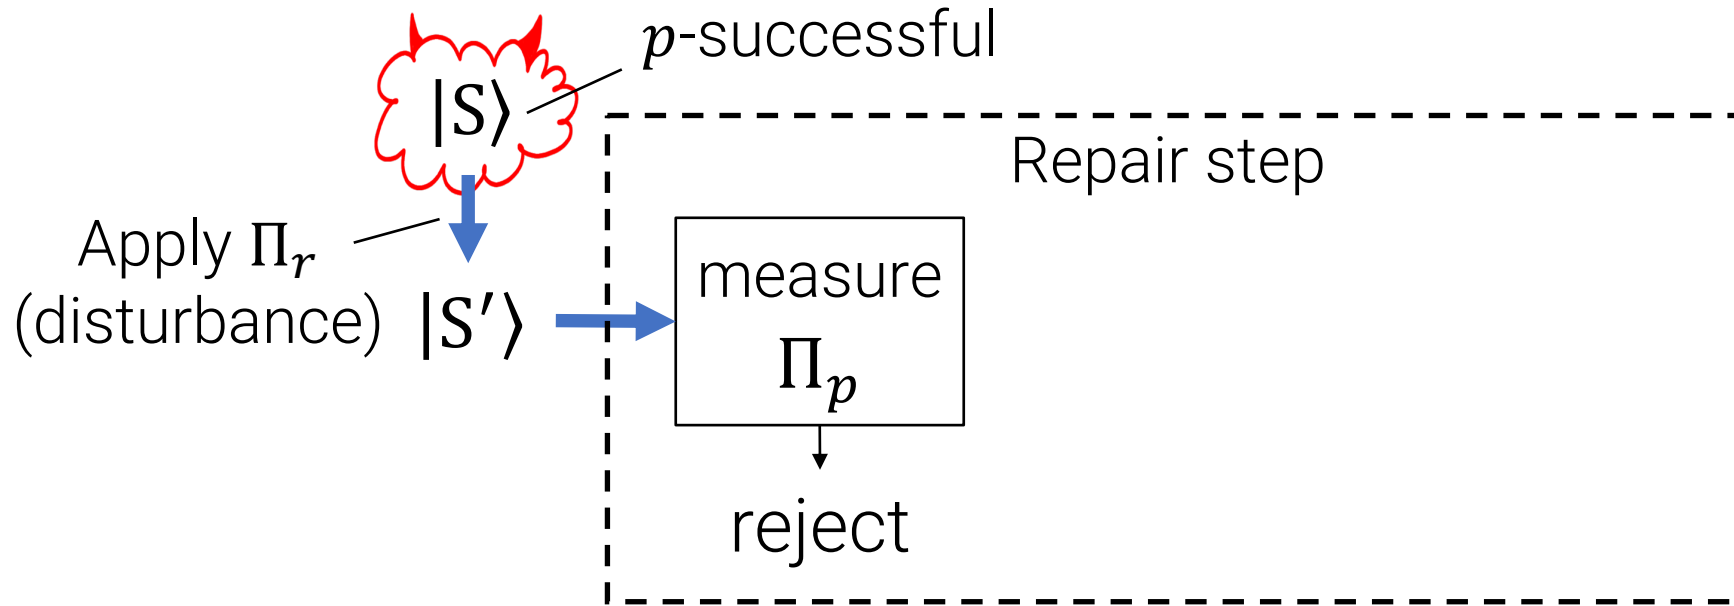 p-successful
|S⟩
Repair step
Apply Π_r
(disturbance)
|S′⟩
measure
Π_p
reject